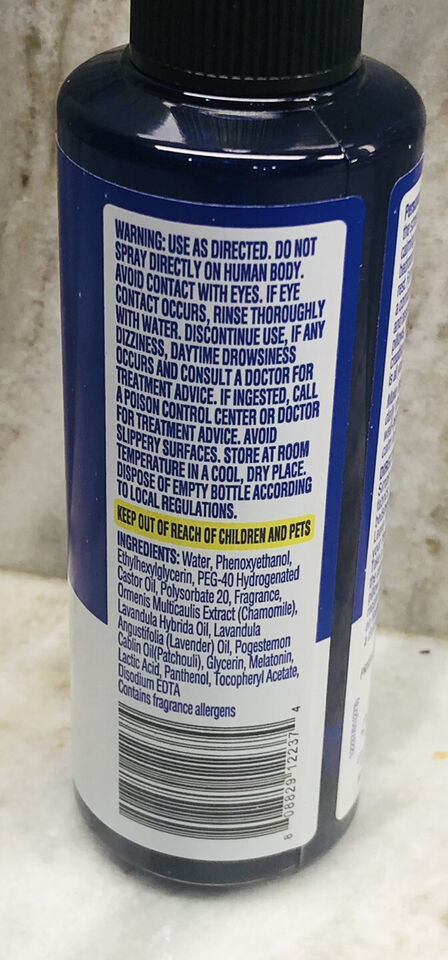 WARNING: USE AS DIRECTED. DO NOT
SPRAY DIRECTLY ON HUMAN BODY.
AVOID CONTACT WITH EYES. IF EYE
CONTACT OCCURS, RINSE THOROUGHLY
WITH WATER. DISCONTINUE USE, IF ANY
DIZZINESS, DAYTIME DROWSINESS
OCCURS AND CONSULT A DOCTOR FOR
TREATMENT ADVICE. IF INGESTED, CALL
A POISON CONTROL CENTER OR DOCTOR
FOR TREATMENT ADVICE. AVOID
SLIPPERY SURFACES. STORE AT ROOM
TEMPERATURE IN A COOL, DRY PLACE.
DISPOSE OF EMPTY BOTTLE ACCORDING
TO LOCAL REGULATIONS.
KEEP OUT OF REACH OF CHILDREN AND PETS
INGREDIENTS: Water, Phenoxyethanol,
Ethylhexylglycerin, PEG-40 Hydrogenated
Castor Oil, Polysorbate 20, Fragrance,
Ormenis Multicaulis Extract (Chamomile),
Lavandula Hybrida Oil, Lavandula
Angustifolia (Lavender) Oil, Pogestemon
Cablin Oil(Patchouli), Glycerin, Melatonin,
Lactic Acid, Panthenol, Tocopheryl Acetate,
Disodium EDTA
Contains fragrance allergens
8 08829 12237 4